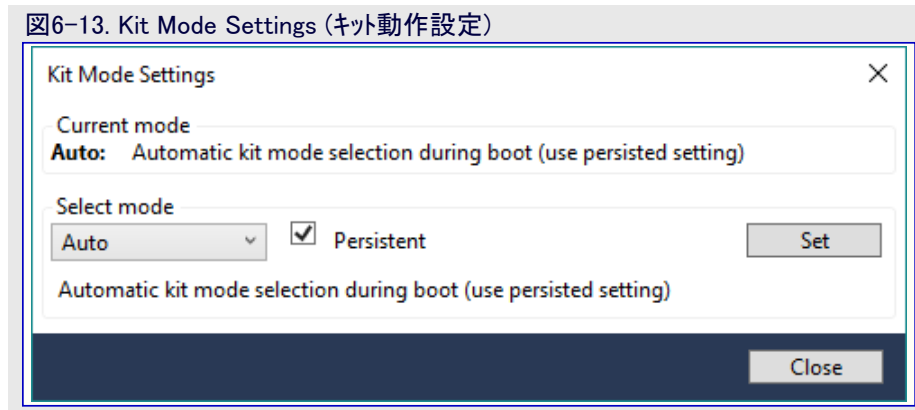 図6-13. Kit Mode Settings (キット動作設定)
Kit Mode Settings
Current mode
Auto: Automatic kit mode selection during boot (use persisted setting)
Select mode
Auto Persistent Set
Automatic kit mode selection during boot (use persisted setting)
Close